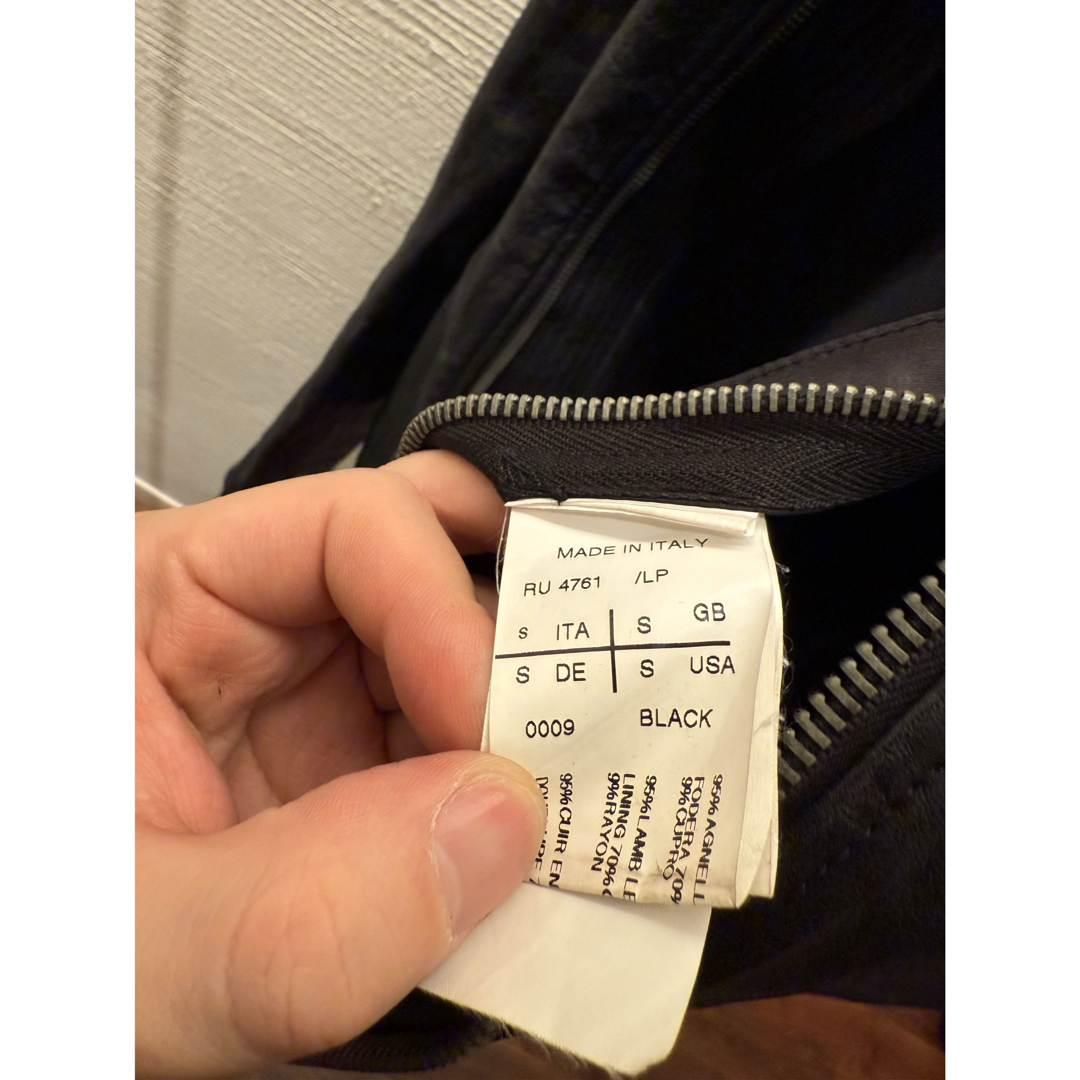 MADE IN ITALY
RU 4761 /LP
s ITA S GB
S DE S USA
0009 BLACK
95% AGNELL
FODERA 70%
9% CUPRO
95% LAMB LE
LINING 70% C
9% RAYON
95% CUIR EN